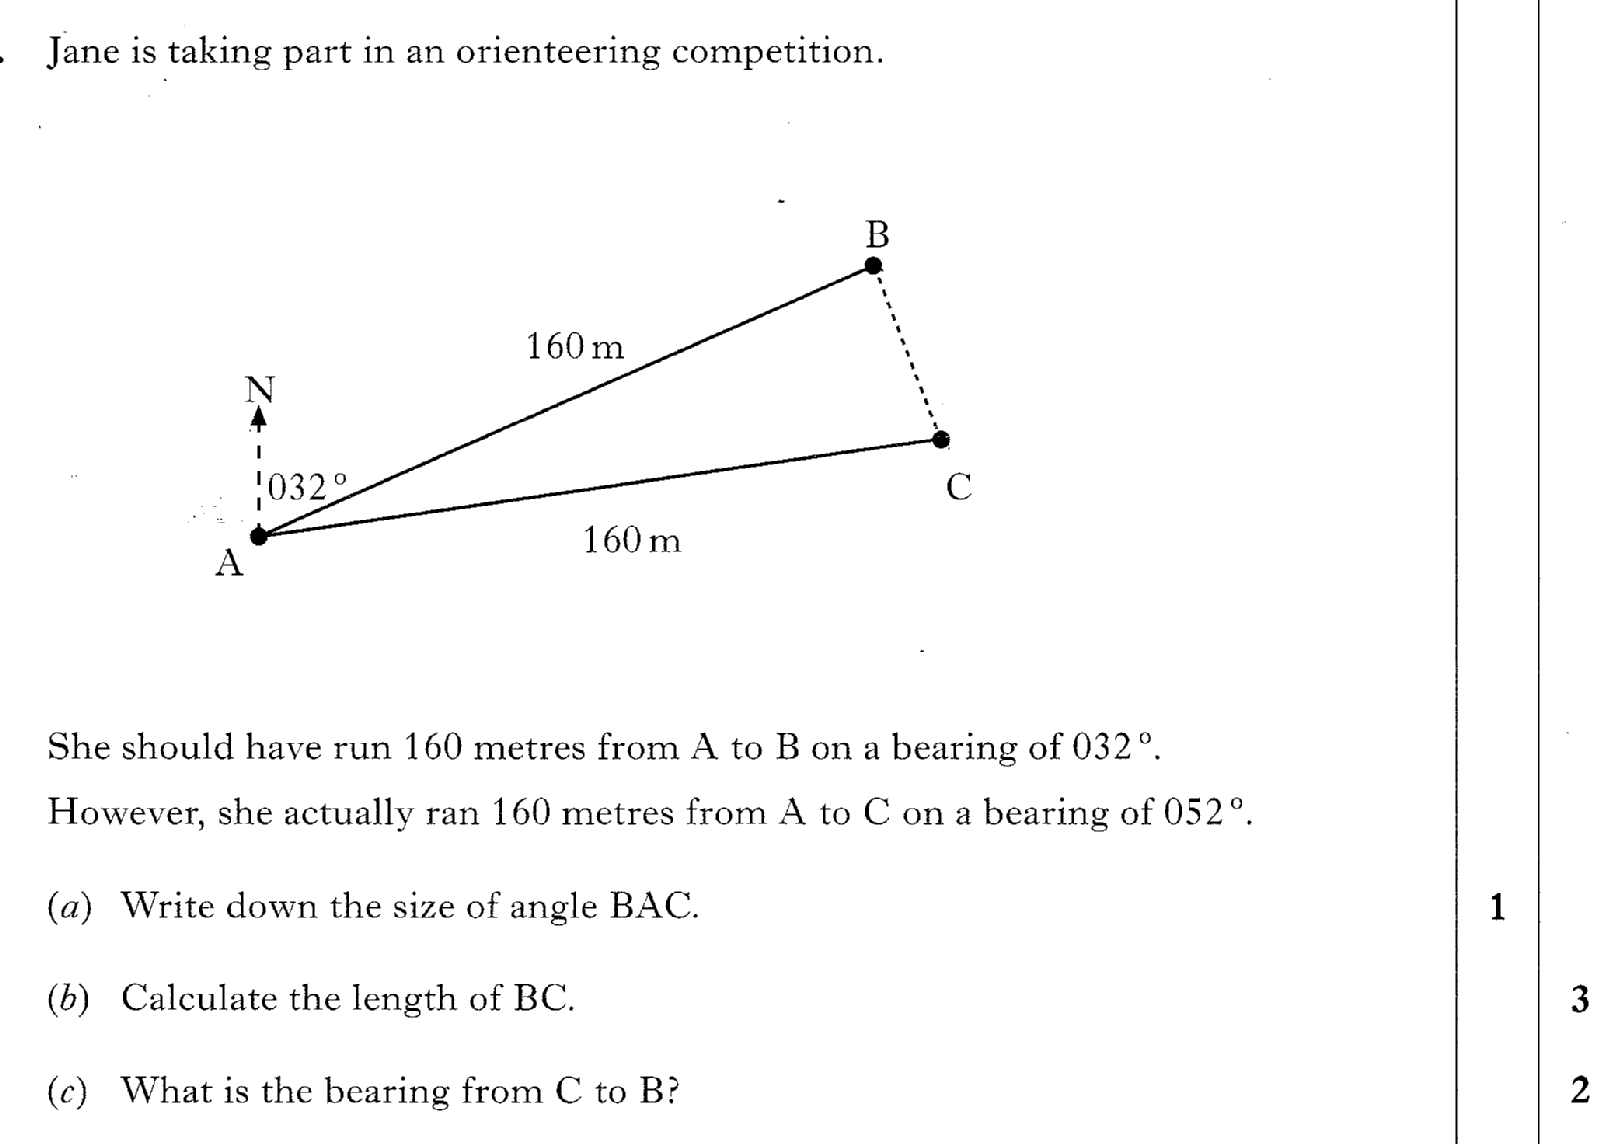 Jane is taking part in an orienteering competition.
B
160 m
N
032°
C
160 m
A
She should have run 160 metres from A to B on a bearing of 032°.
However, she actually ran 160 metres from A to C on a bearing of 052°.
(a) Write down the size of angle BAC. 1
(b) Calculate the length of BC. 3
(c) What is the bearing from C to B? 2